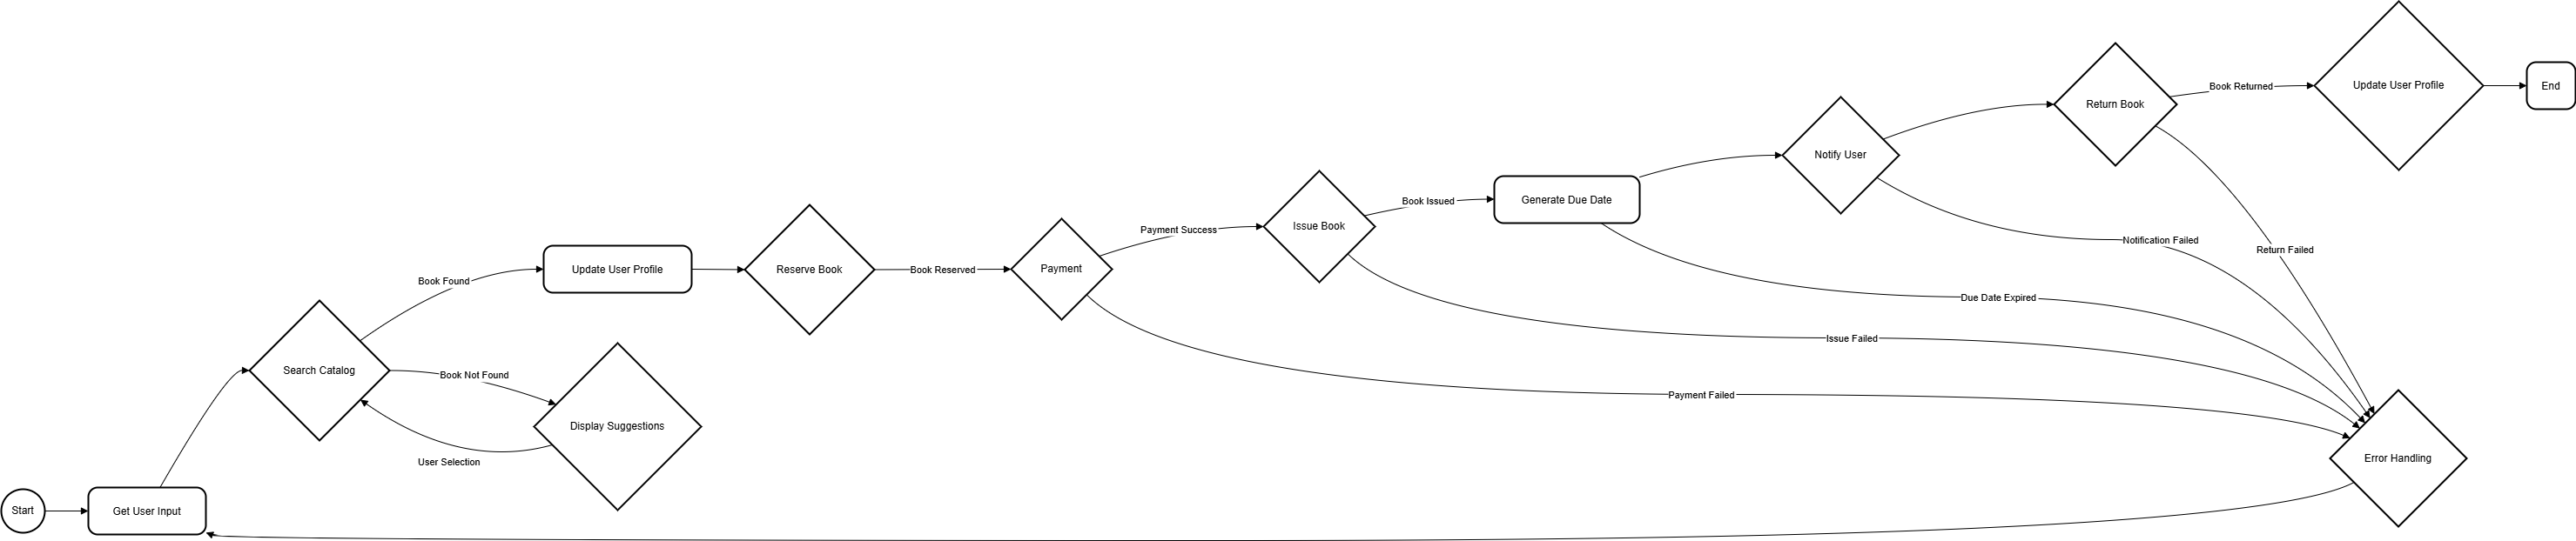 Start
Get User Input
Search Catalog
Book Found
Book Not Found
User Selection
Update User Profile
Display Suggestions
Reserve Book
Book Reserved
Payment
Payment Success
Payment Failed
Issue Book
Book Issued
Issue Failed
Generate Due Date
Due Date Expired
Notify User
Notification Failed
Return Book
Book Returned
Return Failed
Update User Profile
End
Error Handling